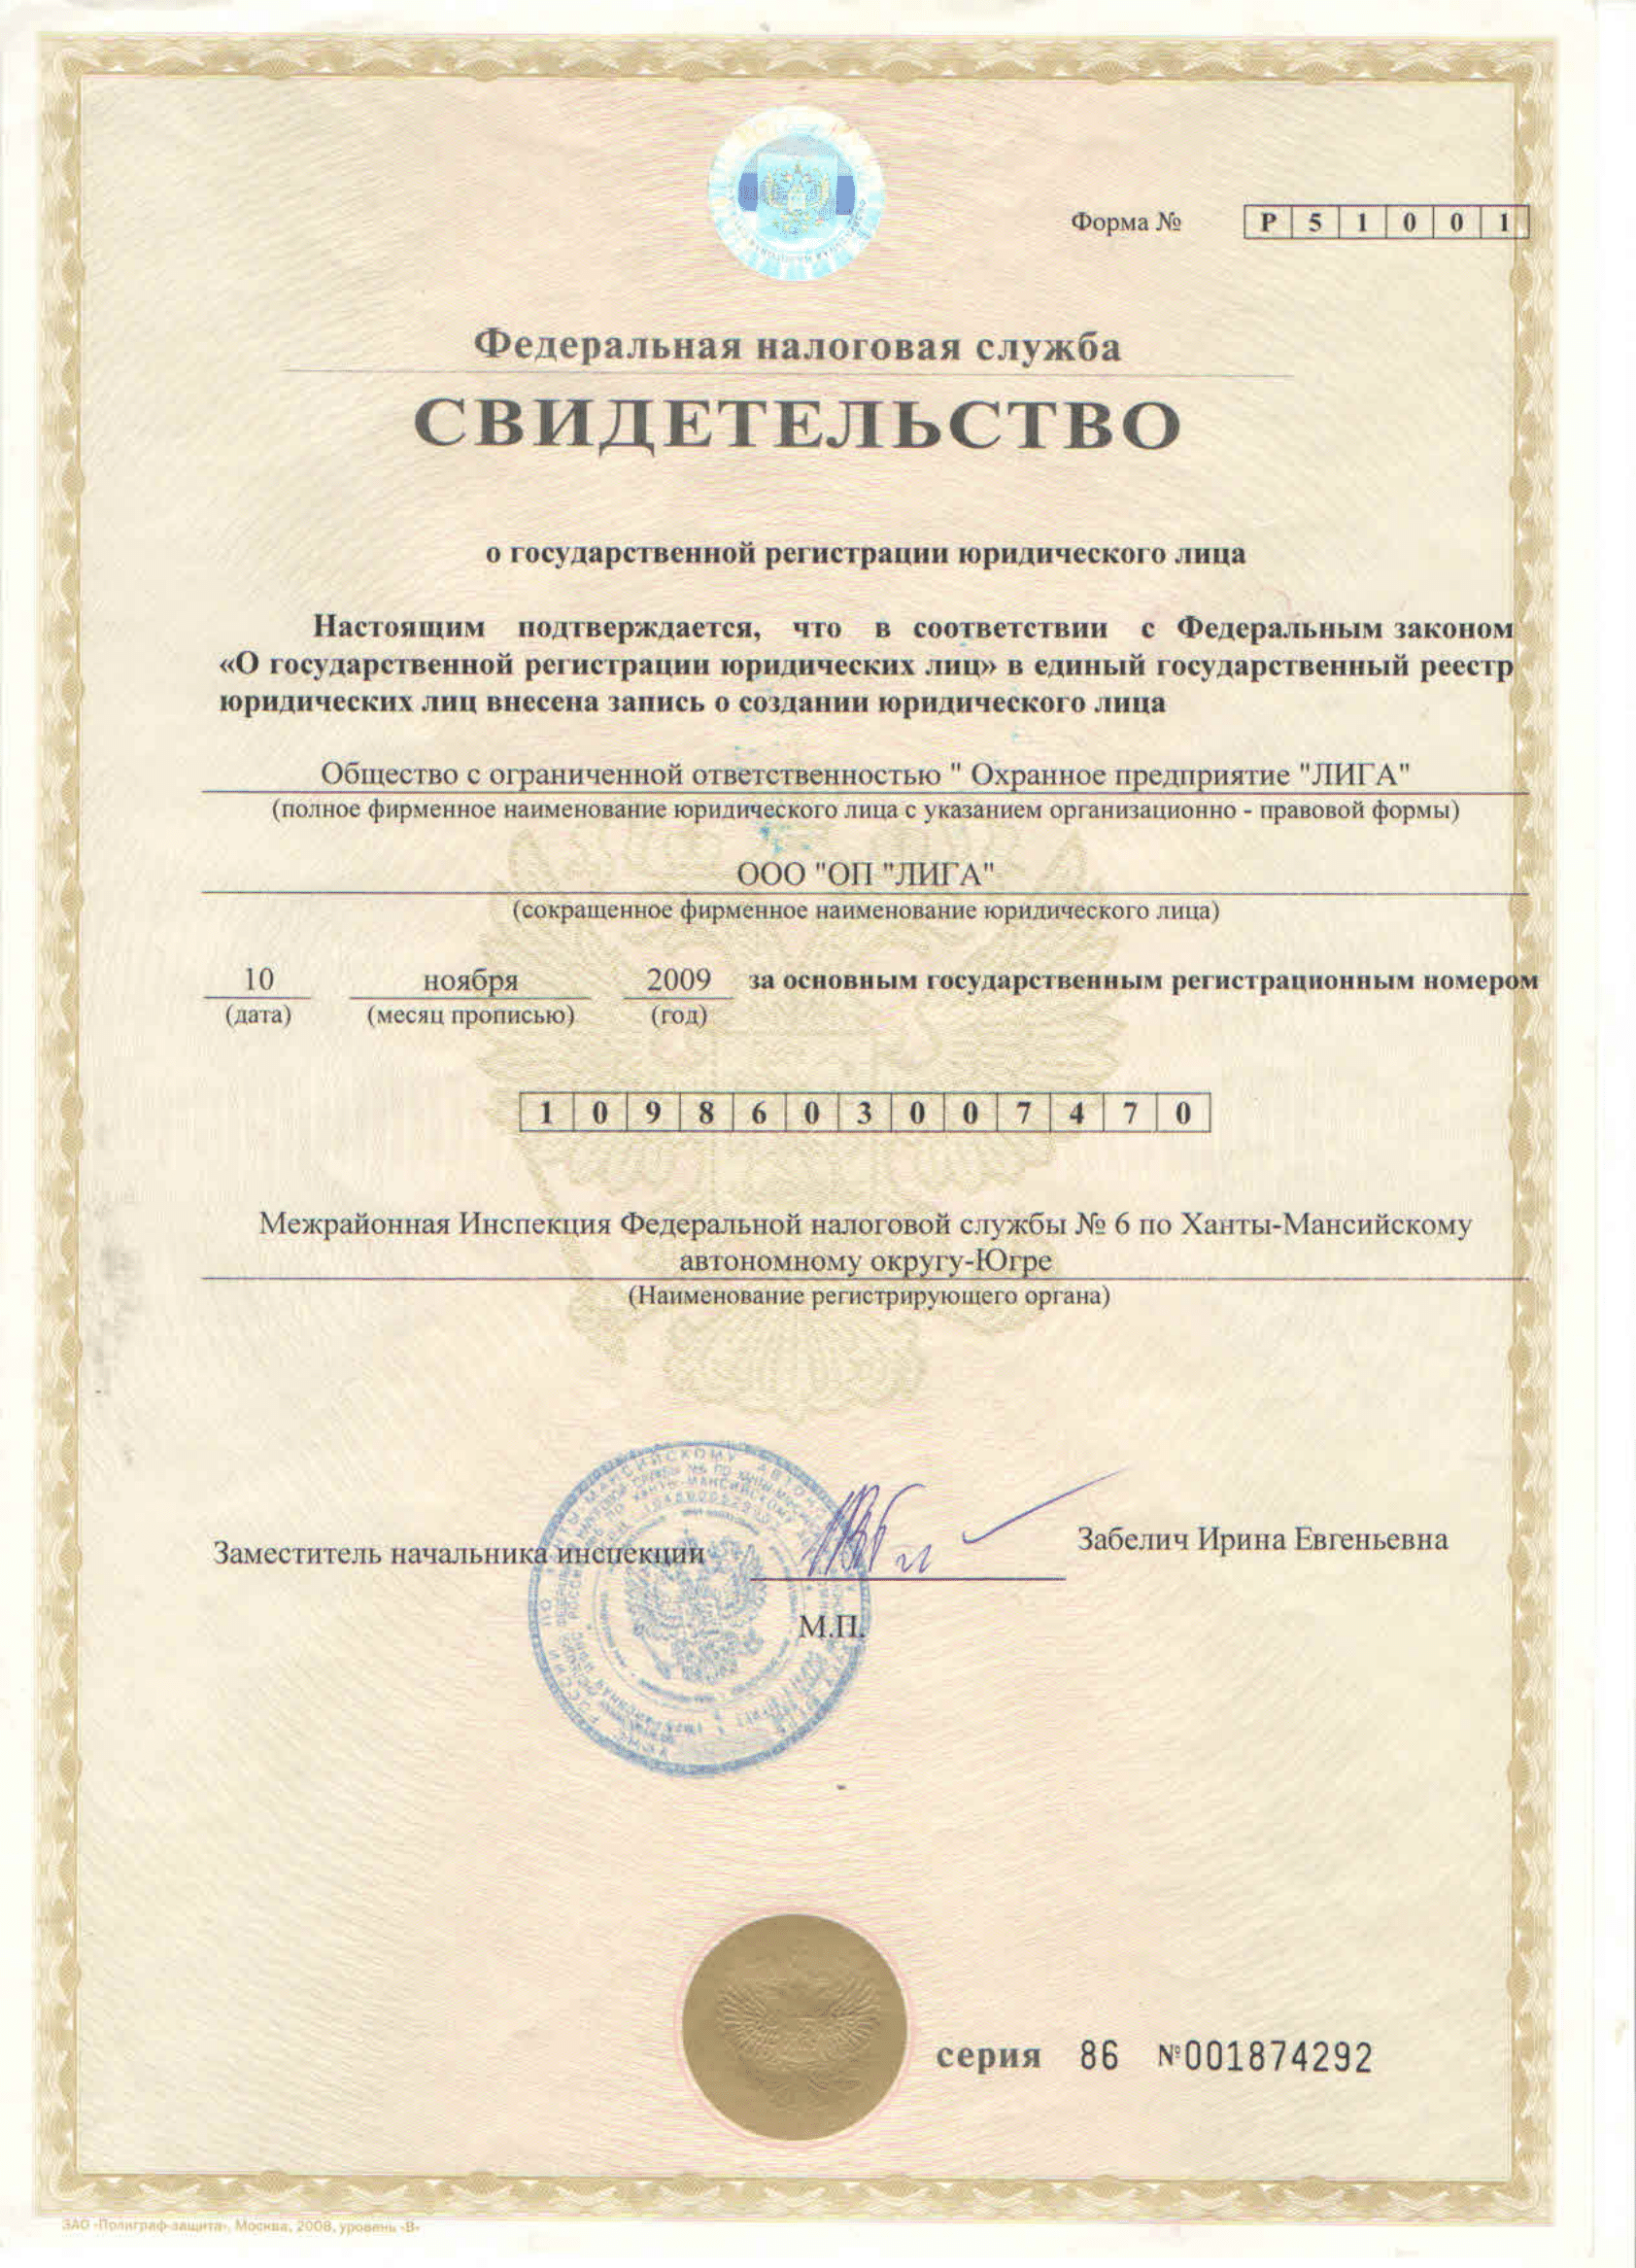 Форма № Р 5 1 0 0 1
Федеральная налоговая служба
СВИДЕТЕЛЬСТВО
о государственной регистрации юридического лица
Настоящим подтверждается, что в соответствии с Федеральным законом
«О государственной регистрации юридических лиц» в единый государственный реестр
юридических лиц внесена запись о создании юридического лица
Общество с ограниченной ответственностью " Охранное предприятие "ЛИГА"
(полное фирменное наименование юридического лица с указанием организационно - правовой формы)
ООО "ОП "ЛИГА"
(сокращенное фирменное наименование юридического лица)
10 ноября 2009 за основным государственным регистрационным номером
(дата) (месяц прописью) (год)
1 0 9 8 6 0 3 0 0 7 4 7 0
Межрайонная Инспекция Федеральной налоговой службы № 6 по Ханты-Мансийскому
автономному округу-Югре
(Наименование регистрирующего органа)
Заместитель начальника инспекции Забелич Ирина Евгеньевна
М.П.
серия 86 №001874292
ЗАО «Полиграф-защита», Москва, 2008, уровень «В»